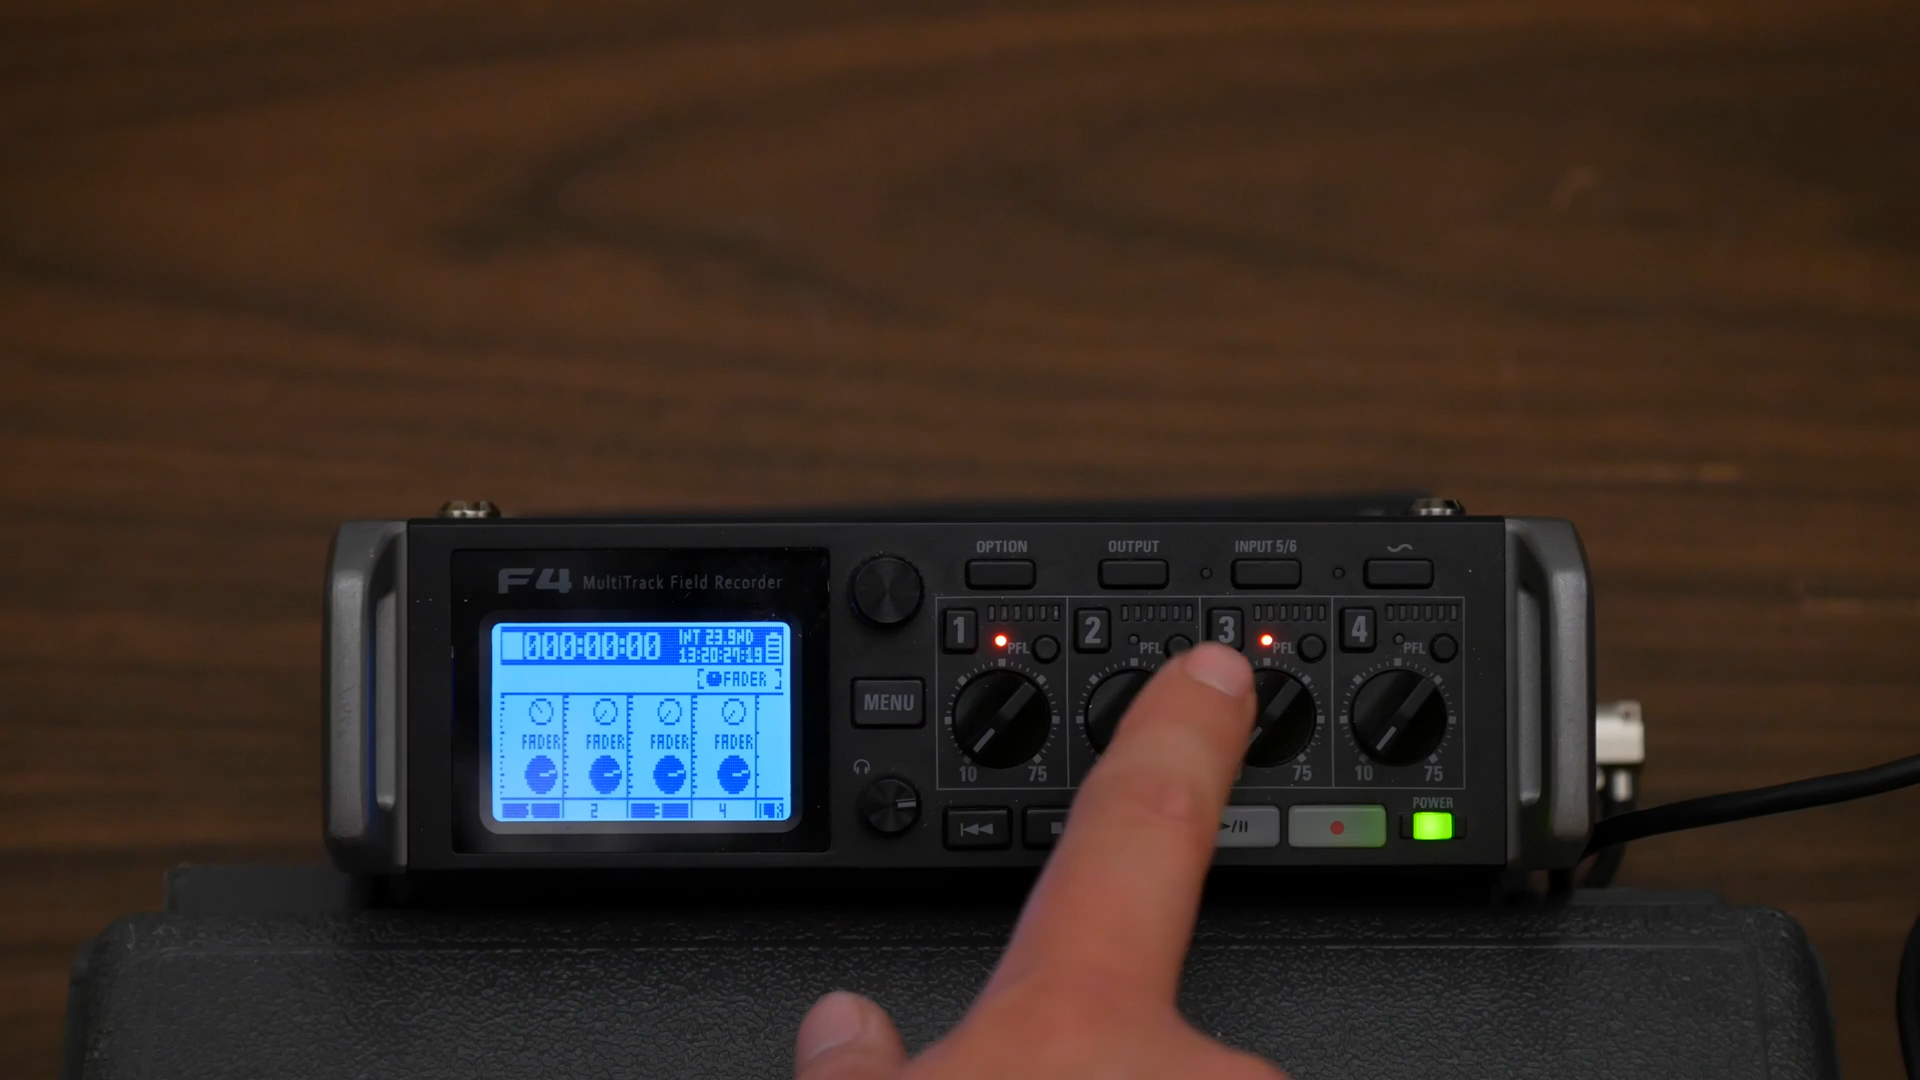 OPTION OUTPUT INPUT 5/6
F4 MultiTrack Field Recorder
000:00:00 INT 23.9ND
13:20:27:19
FADER
FADER FADER FADER FADER
2 4
MENU
1 PFL 2 PFL 3 PFL 4 PFL
10 75 75 10 75
POWER